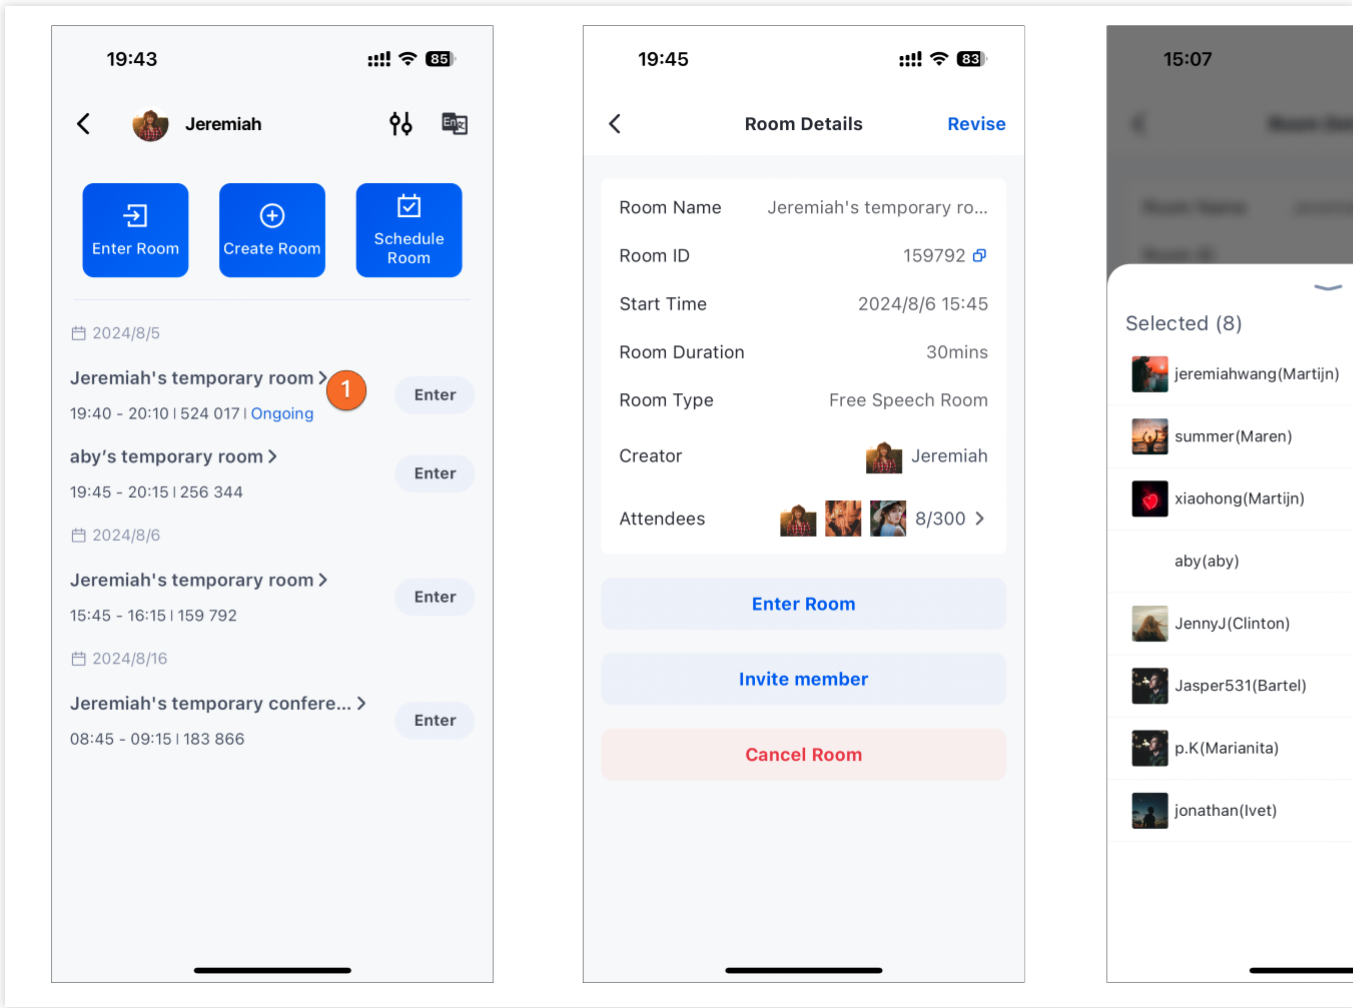 19:43
85
Jeremiah
Enter Room
Create Room
Schedule
Room
2024/8/5
Jeremiah's temporary room
1
19:40 - 20:10 | 524 017 | Ongoing
Enter
aby's temporary room
19:45 - 20:15 | 256 344
Enter
2024/8/6
Jeremiah's temporary room
15:45 - 16:15 | 159 792
Enter
2024/8/16
Jeremiah's temporary confere...
08:45 - 09:15 | 183 866
Enter
19:45
83
Room Details
Revise
Room Name Jeremiah's temporary ro...
Room ID 159792
Start Time 2024/8/6 15:45
Room Duration 30mins
Room Type Free Speech Room
Creator Jeremiah
Attendees 8/300
Enter Room
Invite member
Cancel Room
15:07
Room Name
Room ID
Selected (8)
jeremiahwang(Martijn)
summer(Maren)
xiaohong(Martijn)
aby(aby)
JennyJ(Clinton)
Jasper531(Bartel)
p.K(Marianita)
jonathan(Ivet)